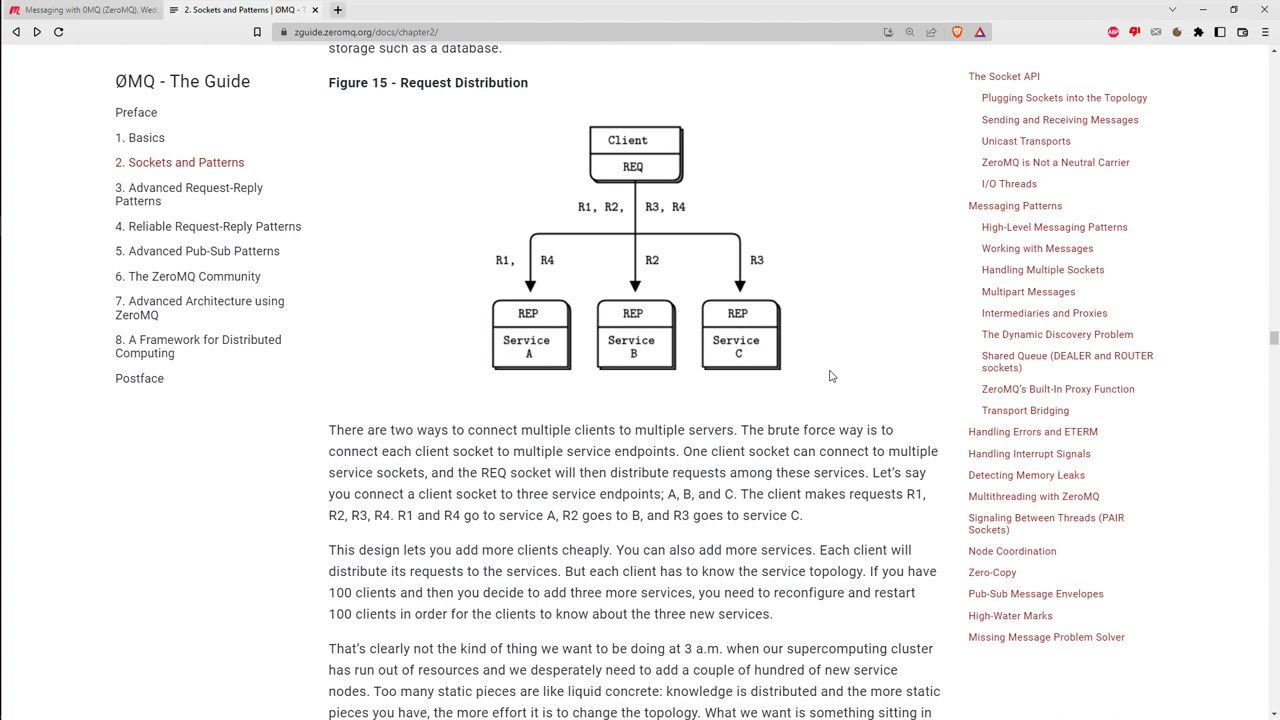 Messaging with 0MQ (ZeroMQ), Wed,
2. Sockets and Patterns | ØMQ - T
zguide.zeromq.org/docs/chapter2/
storage such as a database.
Figure 15 - Request Distribution
Client
REQ
R1, R2, R3, R4
R1, R4 R2 R3
REP REP REP
Service Service Service
A B C
There are two ways to connect multiple clients to multiple servers. The brute force way is to
connect each client socket to multiple service endpoints. One client socket can connect to multiple
service sockets, and the REQ socket will then distribute requests among these services. Let’s say
you connect a client socket to three service endpoints; A, B, and C. The client makes requests R1,
R2, R3, R4. R1 and R4 go to service A, R2 goes to B, and R3 goes to service C.
This design lets you add more clients cheaply. You can also add more services. Each client will
distribute its requests to the services. But each client has to know the service topology. If you have
100 clients and then you decide to add three more services, you need to reconfigure and restart
100 clients in order for the clients to know about the three new services.
That’s clearly not the kind of thing we want to be doing at 3 a.m. when our supercomputing cluster
has run out of resources and we desperately need to add a couple of hundred of new service
nodes. Too many static pieces are like liquid concrete: knowledge is distributed and the more static
pieces you have, the more effort it is to change the topology. What we want is something sitting in
ØMQ - The Guide
Preface
1. Basics
2. Sockets and Patterns
3. Advanced Request-Reply
Patterns
4. Reliable Request-Reply Patterns
5. Advanced Pub-Sub Patterns
6. The ZeroMQ Community
7. Advanced Architecture using
ZeroMQ
8. A Framework for Distributed
Computing
Postface
The Socket API
Plugging Sockets into the Topology
Sending and Receiving Messages
Unicast Transports
ZeroMQ is Not a Neutral Carrier
I/O Threads
Messaging Patterns
High-Level Messaging Patterns
Working with Messages
Handling Multiple Sockets
Multipart Messages
Intermediaries and Proxies
The Dynamic Discovery Problem
Shared Queue (DEALER and ROUTER
sockets)
ZeroMQ’s Built-In Proxy Function
Transport Bridging
Handling Errors and ETERM
Handling Interrupt Signals
Detecting Memory Leaks
Multithreading with ZeroMQ
Signaling Between Threads (PAIR
Sockets)
Node Coordination
Zero-Copy
Pub-Sub Message Envelopes
High-Water Marks
Missing Message Problem Solver